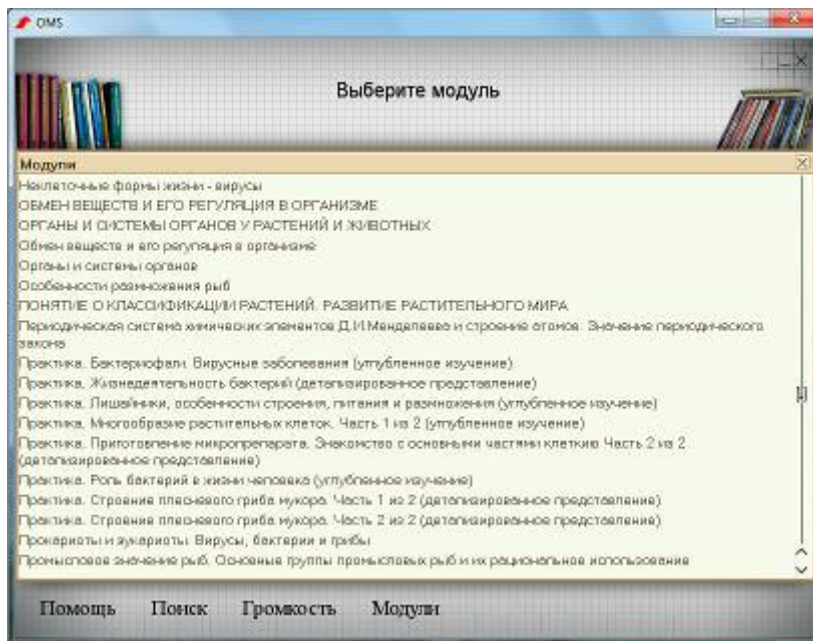 OMS
Выберите модуль
Модули
Неклеточные формы жизни - вирусы
ОБМЕН ВЕЩЕСТВ И ЕГО РЕГУЛЯЦИЯ В ОРГАНИЗМЕ
ОРГАНЫ И СИСТЕМЫ ОРГАНОВ У РАСТЕНИЙ И ЖИВОТНЫХ
Обмен веществ и его регуляция в организме
Органы и системы органов
Особенности размножения рыб
ПОНЯТИЕ О КЛАССИФИКАЦИИ РАСТЕНИЙ. РАЗВИТИЕ РАСТИТЕЛЬНОГО МИРА
Периодическая система химических элементов Д.И.Менделеева и строение атомов. Значение периодического
закона
Практика. Бактериофаги. Вирусные заболевания (углубленное изучение)
Практика. Жизнедеятельность бактерий (детализированное представление)
Практика. Лишайники, особенности строения, питания и размножения (углубленное изучение)
Практика. Многообразие растительных клеток. Часть 1 из 2 (углубленное изучение)
Практика. Приготовление микропрепарата. Знакомство с основными частями клеткию Часть 2 из 2
(детализированное представление)
Практика. Роль бактерий в жизни человека (углубленное изучение)
Практика. Строение плесневого гриба мукора. Часть 1 из 2 (детализированное представление)
Практика. Строение плесневого гриба мукора. Часть 2 из 2 (детализированное представление)
Прокариоты и эукариоты. Вирусы, бактерии и грибы
Промысловое значение рыб. Основные группы промысловых рыб и их рациональное использование
Помощь Поиск Громкость Модули